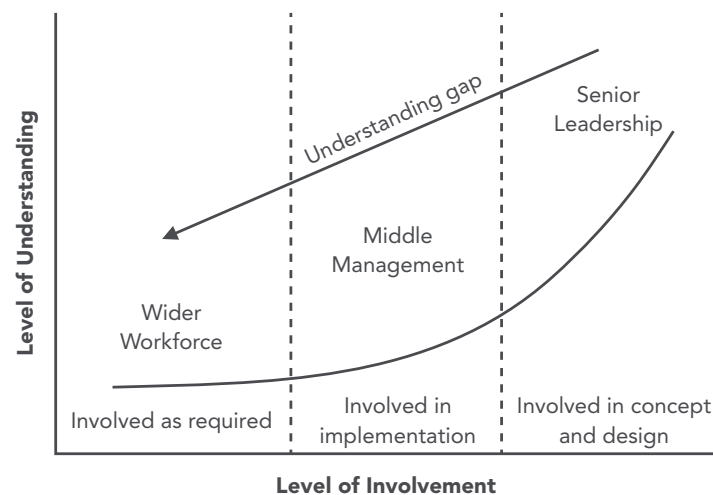 Level of Understanding
Understanding gap
Senior
Leadership
Middle
Management
Wider
Workforce
Involved as required
Involved in
implementation
Involved in concept
and design
Level of Involvement